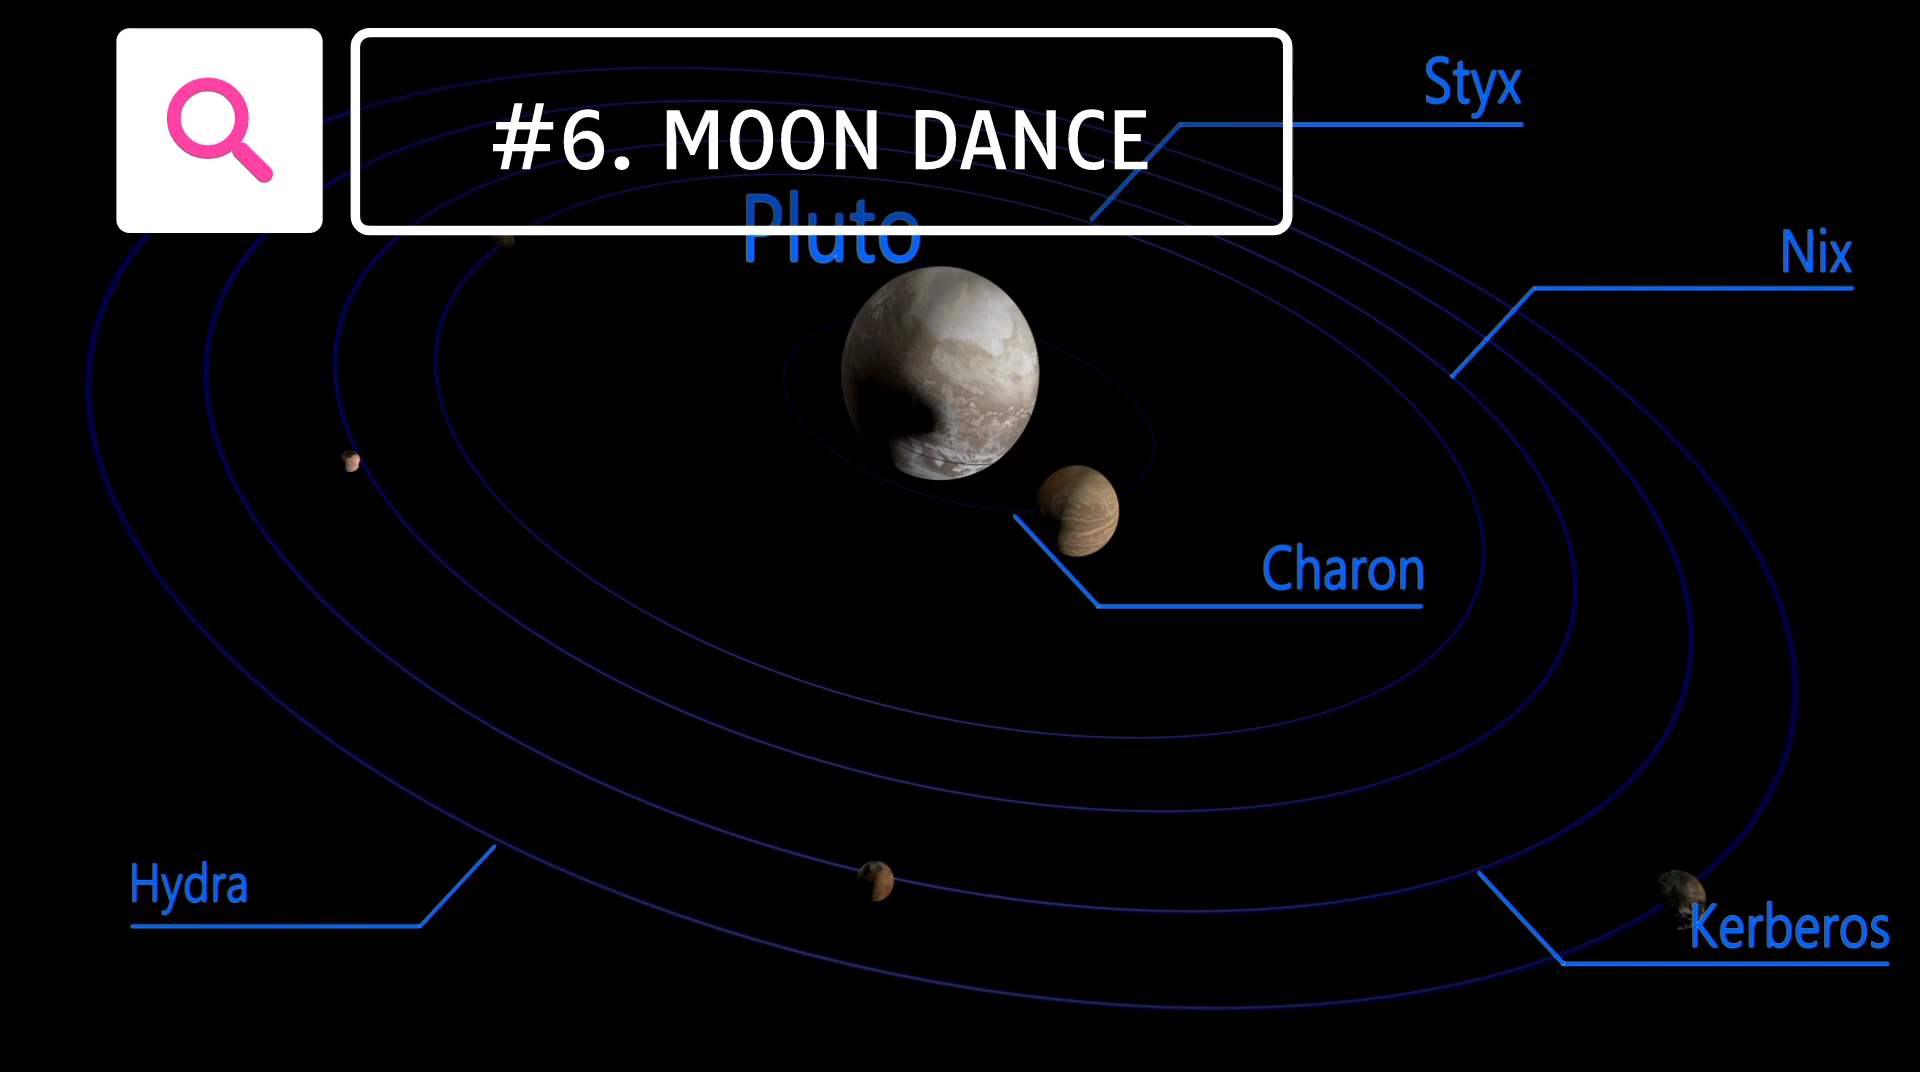 #6. MOON DANCE
Styx
Pluto
Nix
Charon
Hydra
Kerberos